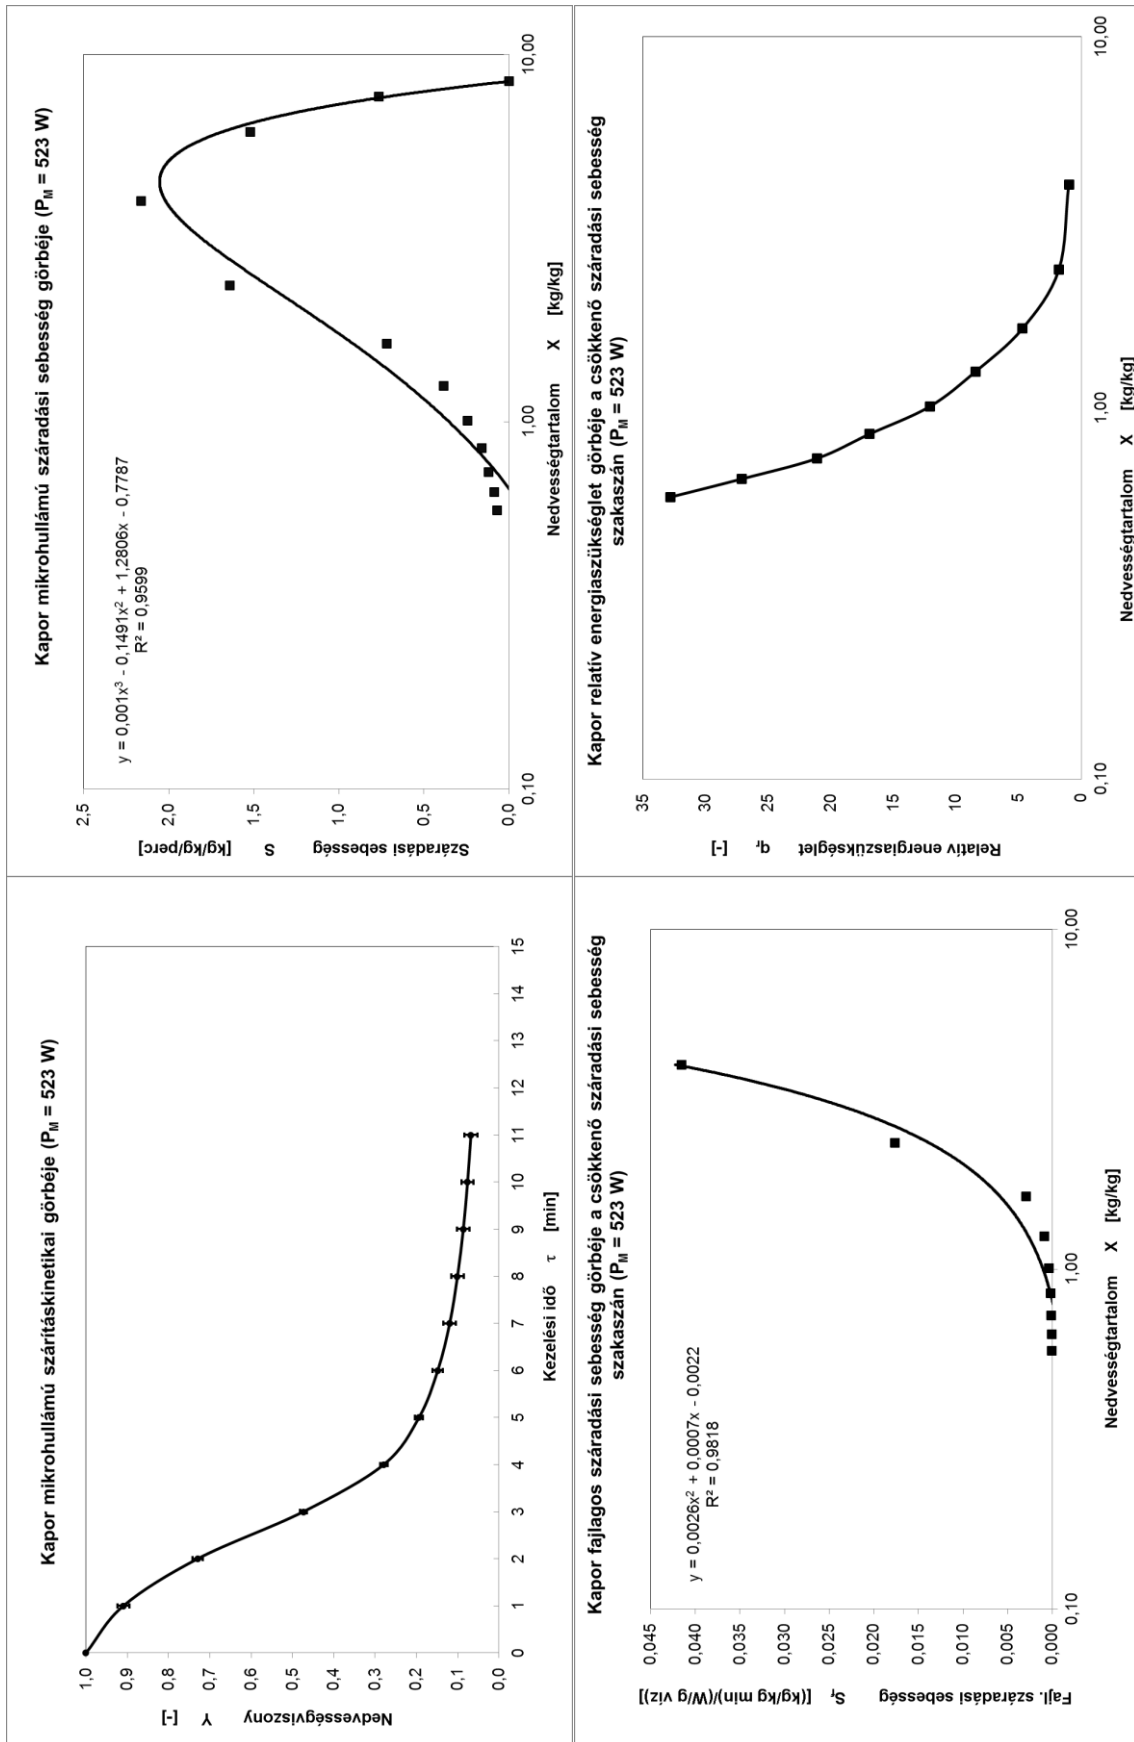 Kapor mikrohullámú szárításkinetikai görbéje (P_M = 523 W)
Nedvességviszony Y [-]
1,0
0,9
0,8
0,7
0,6
0,5
0,4
0,3
0,2
0,1
0,0
0 1 2 3 4 5 6 7 8 9 10 11 12 13 14 15
Kezelési idő τ [min]
Kapor mikrohullámú száradási sebesség görbéje (P_M = 523 W)
y = 0,001x³ - 0,1491x² + 1,2806x - 0,7787
R² = 0,9599
Száradási sebesség S [kg/kg/perc]
2,5
2,0
1,5
1,0
0,5
0,0
0,10 1,00 10,00
Nedvességtartalom X [kg/kg]
Kapor fajlagos száradási sebesség görbéje a csökkenő száradási sebesség
szakaszán (P_M = 523 W)
y = 0,0026x² + 0,0007x - 0,0022
R² = 0,9818
Fajl. száradási sebesség S_f [(kg/kg min)/(W/g víz)]
0,045
0,040
0,035
0,030
0,025
0,020
0,015
0,010
0,005
0,000
0,10 1,00 10,00
Nedvességtartalom X [kg/kg]
Kapor relatív energiaszükséglet görbéje a csökkenő száradási sebesség
szakaszán (P_M = 523 W)
Relatív energiaszükséglet q_r [-]
35
30
25
20
15
10
5
0
0,10 1,00 10,00
Nedvességtartalom X [kg/kg]